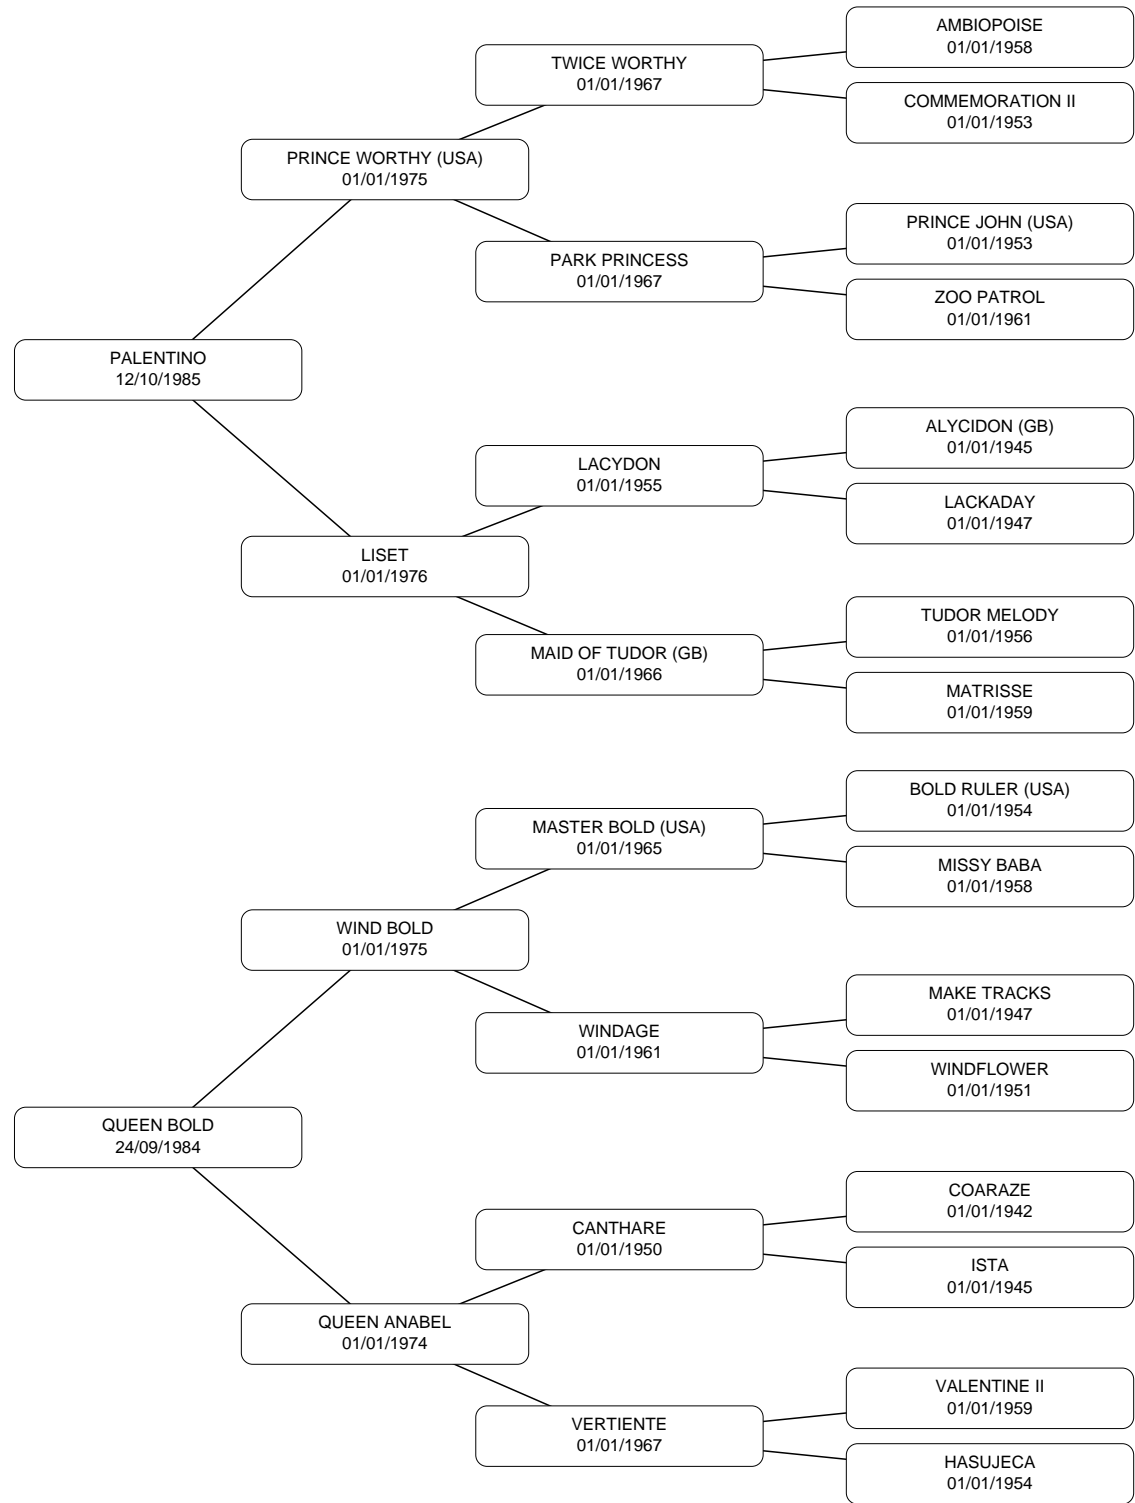 AMBIOPOISE
01/01/1958
TWICE WORTHY
01/01/1967
COMMEMORATION II
01/01/1953
PRINCE WORTHY (USA)
01/01/1975
PRINCE JOHN (USA)
01/01/1953
PARK PRINCESS
01/01/1967
ZOO PATROL
01/01/1961
PALENTINO
12/10/1985
ALYCIDON (GB)
01/01/1945
LACYDON
01/01/1955
LACKADAY
01/01/1947
LISET
01/01/1976
TUDOR MELODY
01/01/1956
MAID OF TUDOR (GB)
01/01/1966
MATRISSE
01/01/1959
BOLD RULER (USA)
01/01/1954
MASTER BOLD (USA)
01/01/1965
MISSY BABA
01/01/1958
WIND BOLD
01/01/1975
MAKE TRACKS
01/01/1947
WINDAGE
01/01/1961
WINDFLOWER
01/01/1951
QUEEN BOLD
24/09/1984
COARAZE
01/01/1942
CANTHARE
01/01/1950
ISTA
01/01/1945
QUEEN ANABEL
01/01/1974
VALENTINE II
01/01/1959
VERTIENTE
01/01/1967
HASUJECA
01/01/1954